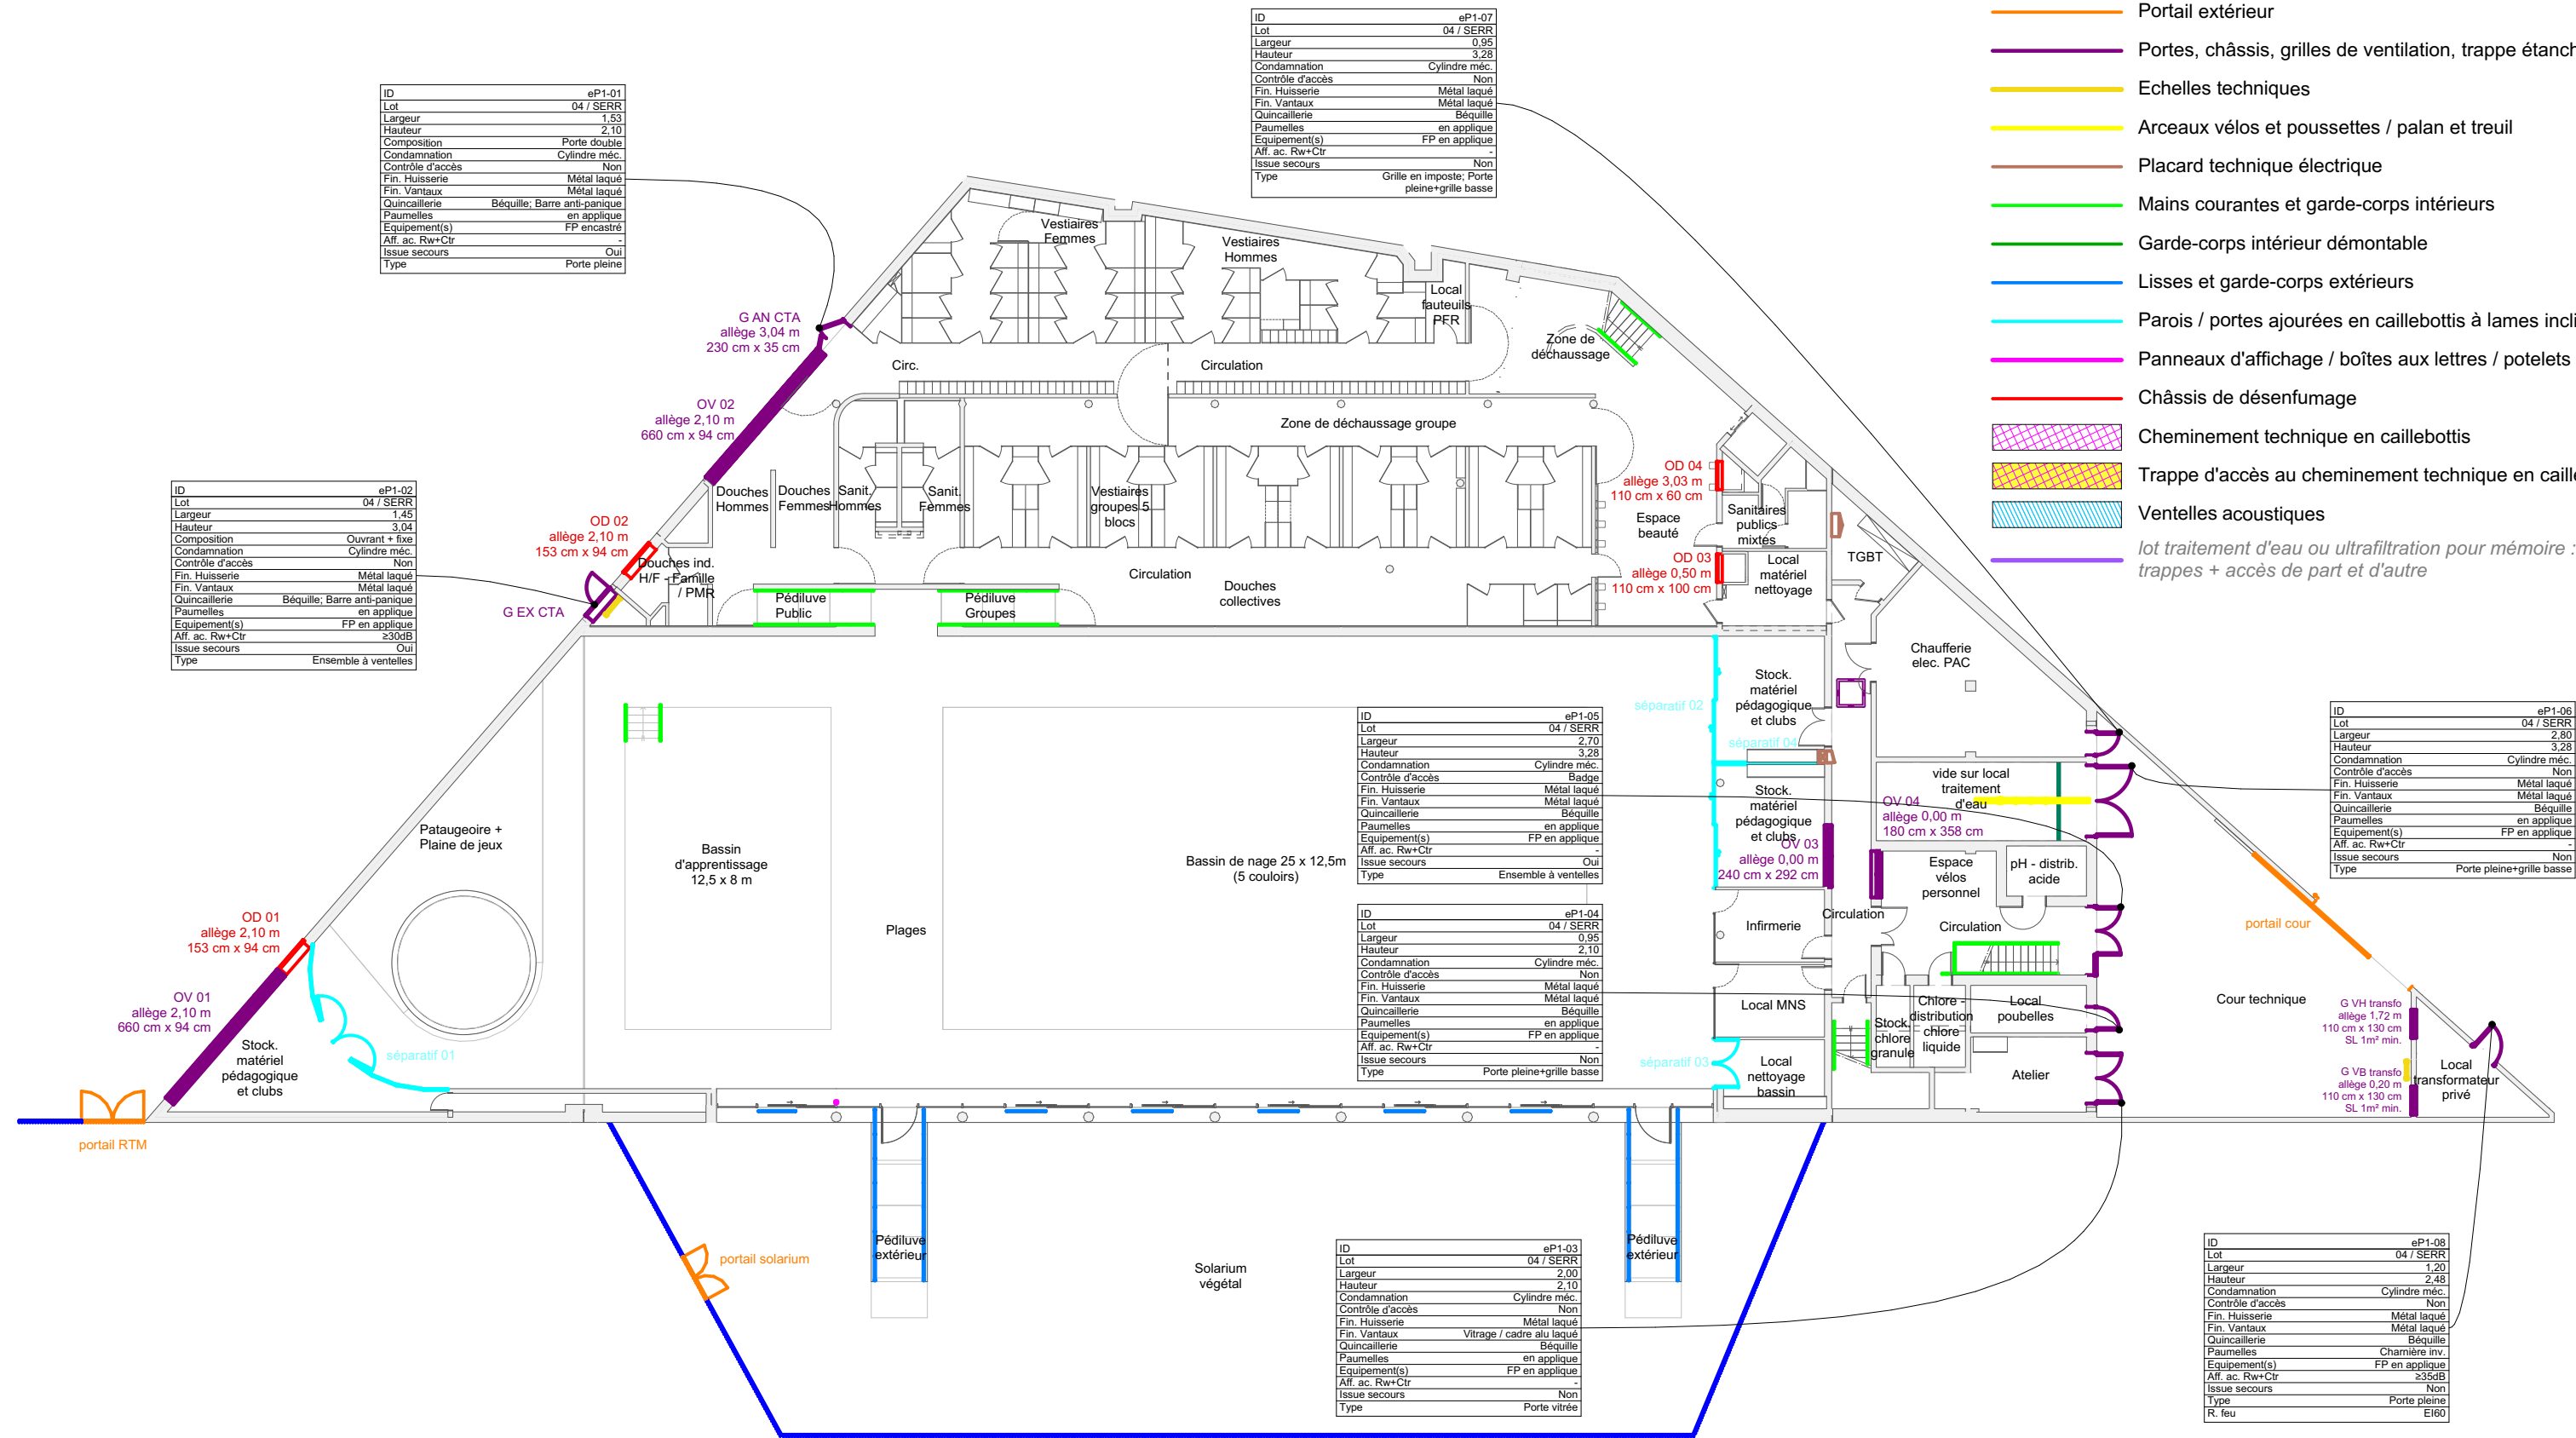 Portail extérieur
Portes, châssis, grilles de ventilation, trappe étanch
Echelles techniques
Arceaux vélos et poussettes / palan et treuil
Placard technique électrique
Mains courantes et garde-corps intérieurs
Garde-corps intérieur démontable
Lisses et garde-corps extérieurs
Parois / portes ajourées en caillebottis à lames incli
Panneaux d'affichage / boîtes aux lettres / potelets
Châssis de désenfumage
Cheminement technique en caillebottis
Trappe d'accès au cheminement technique en caille
Ventelles acoustiques
lot traitement d'eau ou ultrafiltration pour mémoire :
trappes + accès de part et d'autre
ID eP1-07
Lot 04 / SERR
Largeur 0,95
Hauteur 3,28
Condamnation Cylindre méc.
Contrôle d'accès Non
Fin. Huisserie Métal laqué
Fin. Vantaux Métal laqué
Quincaillerie Béquille
Paumelles en applique
Equipement(s) FP en applique
Aff. ac. Rw+Ctr -
Issue secours Non
Type Grille en imposte; Porte
pleine+grille basse
ID eP1-01
Lot 04 / SERR
Largeur 1,53
Hauteur 2,10
Composition Porte double
Condamnation Cylindre méc.
Contrôle d'accès Non
Fin. Huisserie Métal laqué
Fin. Vantaux Métal laqué
Quincaillerie Béquille; Barre anti-panique
Paumelles en applique
Equipement(s) FP encastré
Aff. ac. Rw+Ctr -
Issue secours Oui
Type Porte pleine
ID eP1-02
Lot 04 / SERR
Largeur 1,45
Hauteur 3,04
Composition Ouvrant + fixe
Condamnation Cylindre méc.
Contrôle d'accès Non
Fin. Huisserie Métal laqué
Fin. Vantaux Métal laqué
Quincaillerie Béquille; Barre anti-panique
Paumelles en applique
Equipement(s) FP en applique
Aff. ac. Rw+Ctr ≥30dB
Issue secours Oui
Type Ensemble à ventelles
G AN CTA
allège 3,04 m
230 cm x 35 cm
OV 02
allège 2,10 m
660 cm x 94 cm
OD 02
allège 2,10 m
153 cm x 94 cm
G EX CTA
OD 01
allège 2,10 m
153 cm x 94 cm
OV 01
allège 2,10 m
660 cm x 94 cm
portail RTM
Vestiaires
Femmes
Vestiaires
Hommes
Local
fauteuils
PFR
Zone de
déchaussage
Circ.
Circulation
Zone de déchaussage groupe
Douches
Hommes
Douches
Femmes
Sanit.
Hommes
Sanit.
Femmes
Vestiaires
groupes 5
blocs
Douches ind.
H/F - Famille
/ PMR
Circulation
Douches
collectives
Pédiluve
Public
Pédiluve
Groupes
OD 04
allège 3,03 m
110 cm x 60 cm
Espace
beauté
OD 03
allège 0,50 m
110 cm x 100 cm
Sanitaires
publics
mixtes
Local
matériel
nettoyage
TGBT
Chaufferie
elec. PAC
Stock.
matériel
pédagogique
et clubs
séparatif 02
séparatif 04
Stock.
matériel
pédagogique
et clubs
OV 03
allège 0,00 m
240 cm x 292 cm
vide sur local
traitement
d'eau
OV 04
allège 0,00 m
180 cm x 358 cm
Espace
vélos
personnel
pH - distrib.
acide
Infirmerie
Circulation
Circulation
Local MNS
Stock.
chlore
granule
Chlore -
distribution
chlore
liquide
Local
poubelles
Atelier
séparatif 03
Local
nettoyage
bassin
Pataugeoire +
Plaine de jeux
Bassin
d'apprentissage
12,5 x 8 m
Plages
Bassin de nage 25 x 12,5m
(5 couloirs)
séparatif 01
Stock.
matériel
pédagogique
et clubs
ID eP1-05
Lot 04 / SERR
Largeur 2,70
Hauteur 3,28
Condamnation Cylindre méc.
Contrôle d'accès Badge
Fin. Huisserie Métal laqué
Fin. Vantaux Métal laqué
Quincaillerie Béquille
Paumelles en applique
Equipement(s) FP en applique
Aff. ac. Rw+Ctr -
Issue secours Oui
Type Ensemble à ventelles
ID eP1-04
Lot 04 / SERR
Largeur 0,95
Hauteur 2,10
Condamnation Cylindre méc.
Contrôle d'accès Non
Fin. Huisserie Métal laqué
Fin. Vantaux Métal laqué
Quincaillerie Béquille
Paumelles en applique
Equipement(s) FP en applique
Aff. ac. Rw+Ctr -
Issue secours Non
Type Porte pleine+grille basse
ID eP1-06
Lot 04 / SERR
Largeur 2,80
Hauteur 3,28
Condamnation Cylindre méc.
Contrôle d'accès Non
Fin. Huisserie Métal laqué
Fin. Vantaux Métal laqué
Quincaillerie Béquille
Paumelles en applique
Equipement(s) FP en applique
Aff. ac. Rw+Ctr -
Issue secours Non
Type Porte pleine+grille basse
portail cour
Cour technique
G VH transfo
allège 1,72 m
110 cm x 130 cm
SL 1m² min.
G VB transfo
allège 0,20 m
110 cm x 130 cm
SL 1m² min.
Local
transformateur
privé
portail solarium
Pédiluve
extérieur
Solarium
végétal
Pédiluve
extérieur
ID eP1-03
Lot 04 / SERR
Largeur 2,00
Hauteur 2,10
Condamnation Cylindre méc.
Contrôle d'accès Non
Fin. Huisserie Métal laqué
Fin. Vantaux Vitrage / cadre alu laqué
Quincaillerie Béquille
Paumelles en applique
Equipement(s) FP en applique
Aff. ac. Rw+Ctr -
Issue secours Non
Type Porte vitrée
ID eP1-08
Lot 04 / SERR
Largeur 1,20
Hauteur 2,48
Condamnation Cylindre méc.
Contrôle d'accès Non
Fin. Huisserie Métal laqué
Fin. Vantaux Métal laqué
Quincaillerie Béquille
Paumelles Charnière inv.
Equipement(s) FP en applique
Aff. ac. Rw+Ctr ≥35dB
Issue secours Non
Type Porte pleine
R. feu EI60